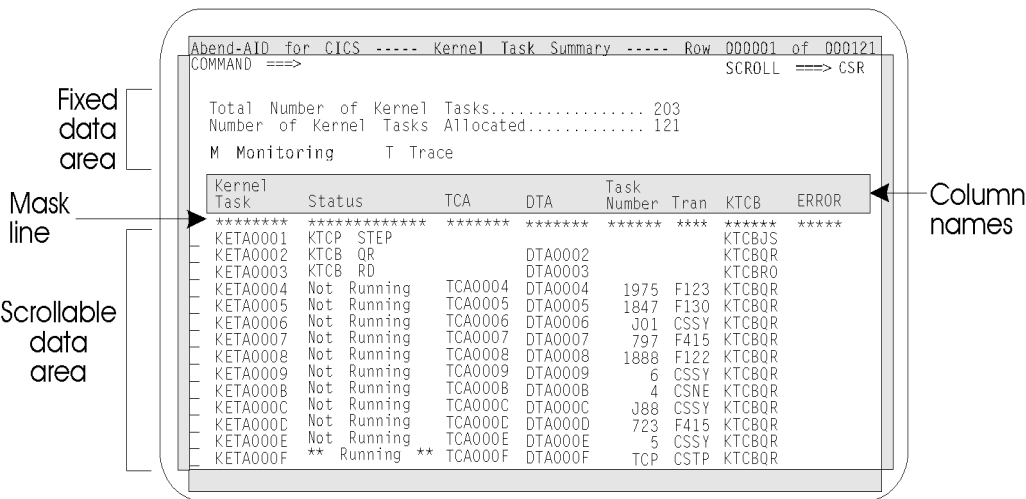 Abend-AID for CICS ----- Kernel Task Summary ----- Row 000001 of 000121
COMMAND ===> SCROLL ===> CSR
Fixed data area
Total Number of Kernel Tasks................. 203
Number of Kernel Tasks Allocated............. 121
M Monitoring T Trace
Mask line
Column names
Kernel Task Status TCA DTA Task Number Tran KTCB ERROR
******** ************* ******* ******* ****** **** ****** *****
Scrollable data area
_ KETA0001 KTCP STEP KTCBJS
_ KETA0002 KTCB QR DTA0002 KTCBQR
_ KETA0003 KTCB RD DTA0003 KTCBRO
_ KETA0004 Not Running TCA0004 DTA0004 1975 F123 KTCBQR
_ KETA0005 Not Running TCA0005 DTA0005 1847 F130 KTCBQR
_ KETA0006 Not Running TCA0006 DTA0006 J01 CSSY KTCBQR
_ KETA0007 Not Running TCA0007 DTA0007 797 F415 KTCBQR
_ KETA0008 Not Running TCA0008 DTA0008 1888 F122 KTCBQR
_ KETA0009 Not Running TCA0009 DTA0009 6 CSSY KTCBQR
_ KETA000B Not Running TCA000B DTA000B 4 CSNE KTCBQR
_ KETA000C Not Running TCA000C DTA000C J88 CSSY KTCBQR
_ KETA000D Not Running TCA000D DTA000D 723 F415 KTCBQR
_ KETA000E Not Running TCA000E DTA000E 5 CSSY KTCBQR
_ KETA000F ** Running ** TCA000F DTA000F TCP CSTP KTCBQR